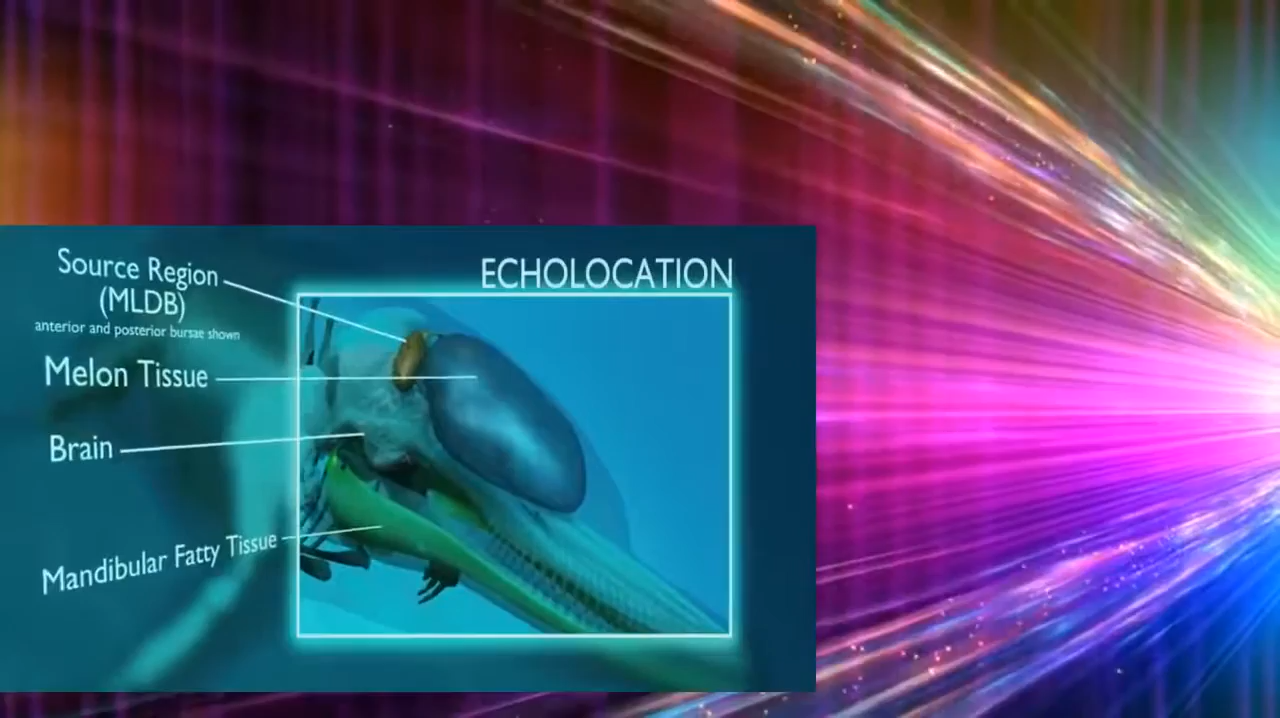 ECHOLOCATION
Source Region
(MLDB)
anterior and posterior bursae shown
Melon Tissue
Brain
Mandibular Fatty Tissue